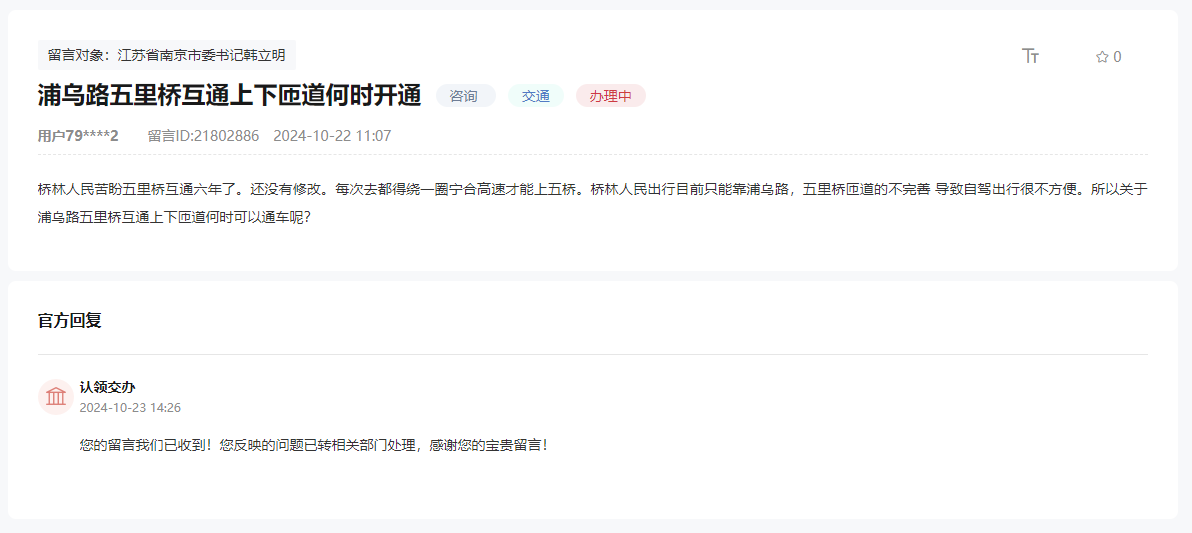 留言对象：江苏省南京市委书记韩立明
0
浦乌路五里桥互通上下匝道何时开通 咨询 交通 办理中
用户79****2 留言ID:21802886 2024-10-22 11:07
桥林人民苦盼五里桥互通六年了。还没有修改。每次去都得绕一圈宁合高速才能上五桥。桥林人民出行目前只能靠浦乌路，五里桥匝道的不完善 导致自驾出行很不方便。所以关于
浦乌路五里桥互通上下匝道何时可以通车呢？
官方回复
认领交办
2024-10-23 14:26
您的留言我们已收到！您反映的问题已转相关部门处理，感谢您的宝贵留言！